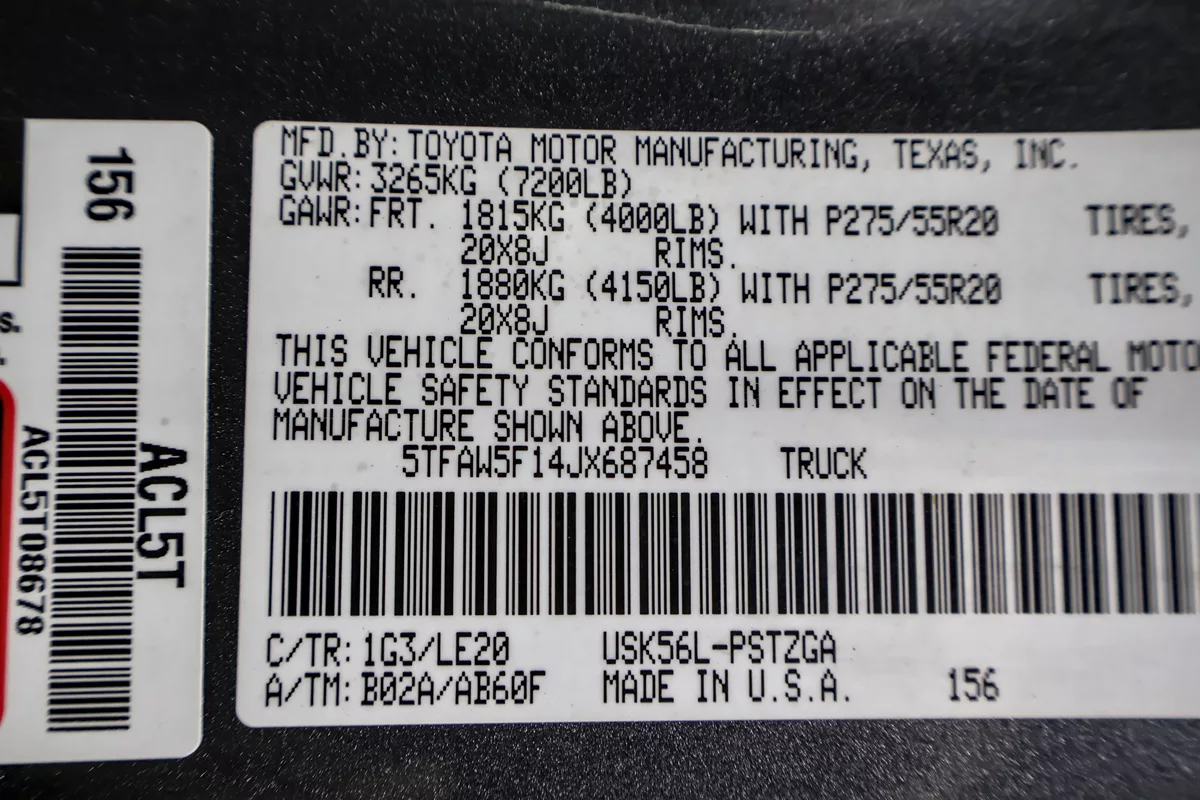 156
ACL5T
ACL5T08678
s.
MFD.BY:TOYOTA MOTOR MANUFACTURING, TEXAS, INC.
GVWR:3265KG (7200LB)
GAWR:FRT. 1815KG (4000LB) WITH P275/55R20 TIRES,
20X8J RIMS.
RR. 1880KG (4150LB) WITH P275/55R20 TIRES,
20X8J RIMS.
THIS VEHICLE CONFORMS TO ALL APPLICABLE FEDERAL MOTO
VEHICLE SAFETY STANDARDS IN EFFECT ON THE DATE OF
MANUFACTURE SHOWN ABOVE.
5TFAW5F14JX687458 TRUCK
C/TR:1G3/LE20 USK56L-PSTZGA
A/TM:B02A/AB60F MADE IN U.S.A. 156